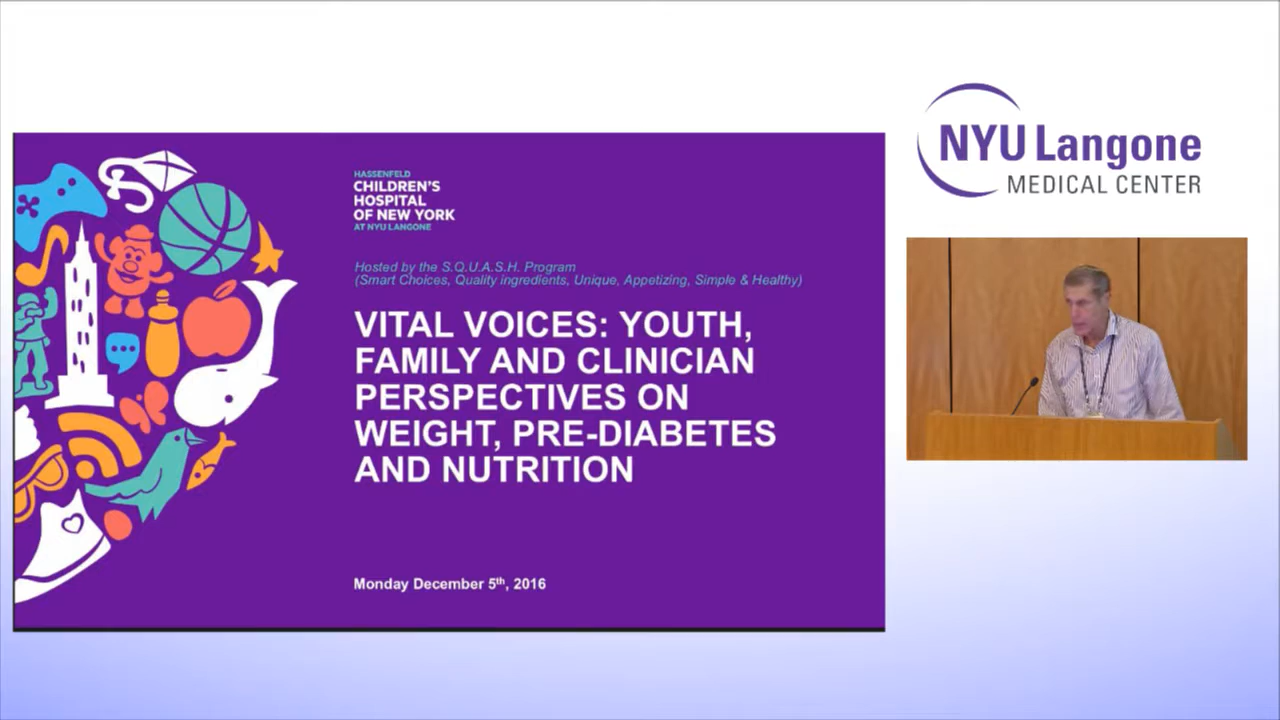 HASSENFELD
CHILDREN'S
HOSPITAL
OF NEW YORK
AT NYU LANGONE
Hosted by the S.Q.U.A.S.H. Program
(Smart Choices, Quality ingredients, Unique, Appetizing, Simple & Healthy)
VITAL VOICES: YOUTH,
FAMILY AND CLINICIAN
PERSPECTIVES ON
WEIGHT, PRE-DIABETES
AND NUTRITION
Monday December 5th, 2016
NYU Langone
MEDICAL CENTER